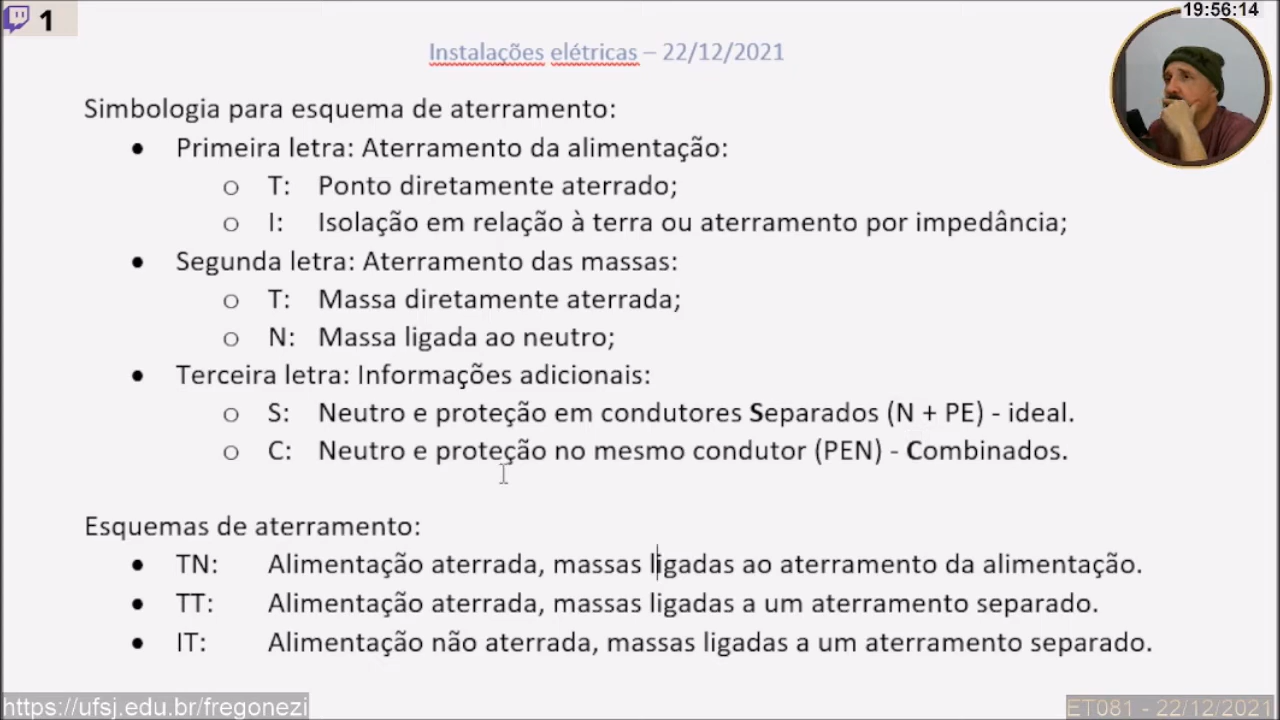 1
19:56:14
Instalações elétricas – 22/12/2021
Simbologia para esquema de aterramento:
• Primeira letra: Aterramento da alimentação:
o T: Ponto diretamente aterrado;
o I: Isolação em relação à terra ou aterramento por impedância;
• Segunda letra: Aterramento das massas:
o T: Massa diretamente aterrada;
o N: Massa ligada ao neutro;
• Terceira letra: Informações adicionais:
o S: Neutro e proteção em condutores Separados (N + PE) - ideal.
o C: Neutro e proteção no mesmo condutor (PEN) - Combinados.
Esquemas de aterramento:
• TN: Alimentação aterrada, massas ligadas ao aterramento da alimentação.
• TT: Alimentação aterrada, massas ligadas a um aterramento separado.
• IT: Alimentação não aterrada, massas ligadas a um aterramento separado.
https://ufsj.edu.br/fregonezi
ET081 - 22/12/2021